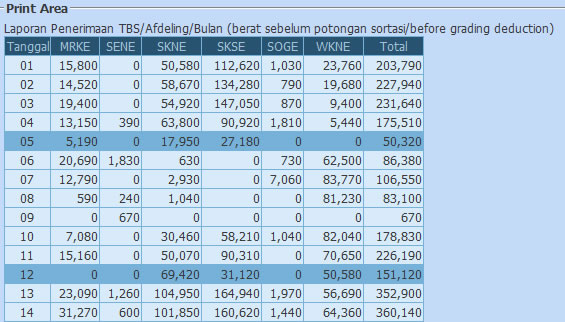 Print Area
Laporan Penerimaan TBS/Afdeling/Bulan (berat sebelum potongan sortasi/before grading deduction)
Tanggal MRKE SENE SKNE SKSE SOGE WKNE Total
01 15,800 0 50,580 112,620 1,030 23,760 203,790
02 14,520 0 58,670 134,280 790 19,680 227,940
03 19,400 0 54,920 147,050 870 9,400 231,640
04 13,150 390 63,800 90,920 1,810 5,440 175,510
05 5,190 0 17,950 27,180 0 0 50,320
06 20,690 1,830 630 0 730 62,500 86,380
07 12,790 0 2,930 0 7,060 83,770 106,550
08 590 240 1,040 0 0 81,230 83,100
09 0 670 0 0 0 0 670
10 7,080 0 30,460 58,210 1,040 82,040 178,830
11 15,160 0 50,070 90,310 0 70,650 226,190
12 0 0 69,420 31,120 0 50,580 151,120
13 23,090 1,260 104,950 164,940 1,970 56,690 352,900
14 31,270 600 101,850 160,620 1,440 64,360 360,140